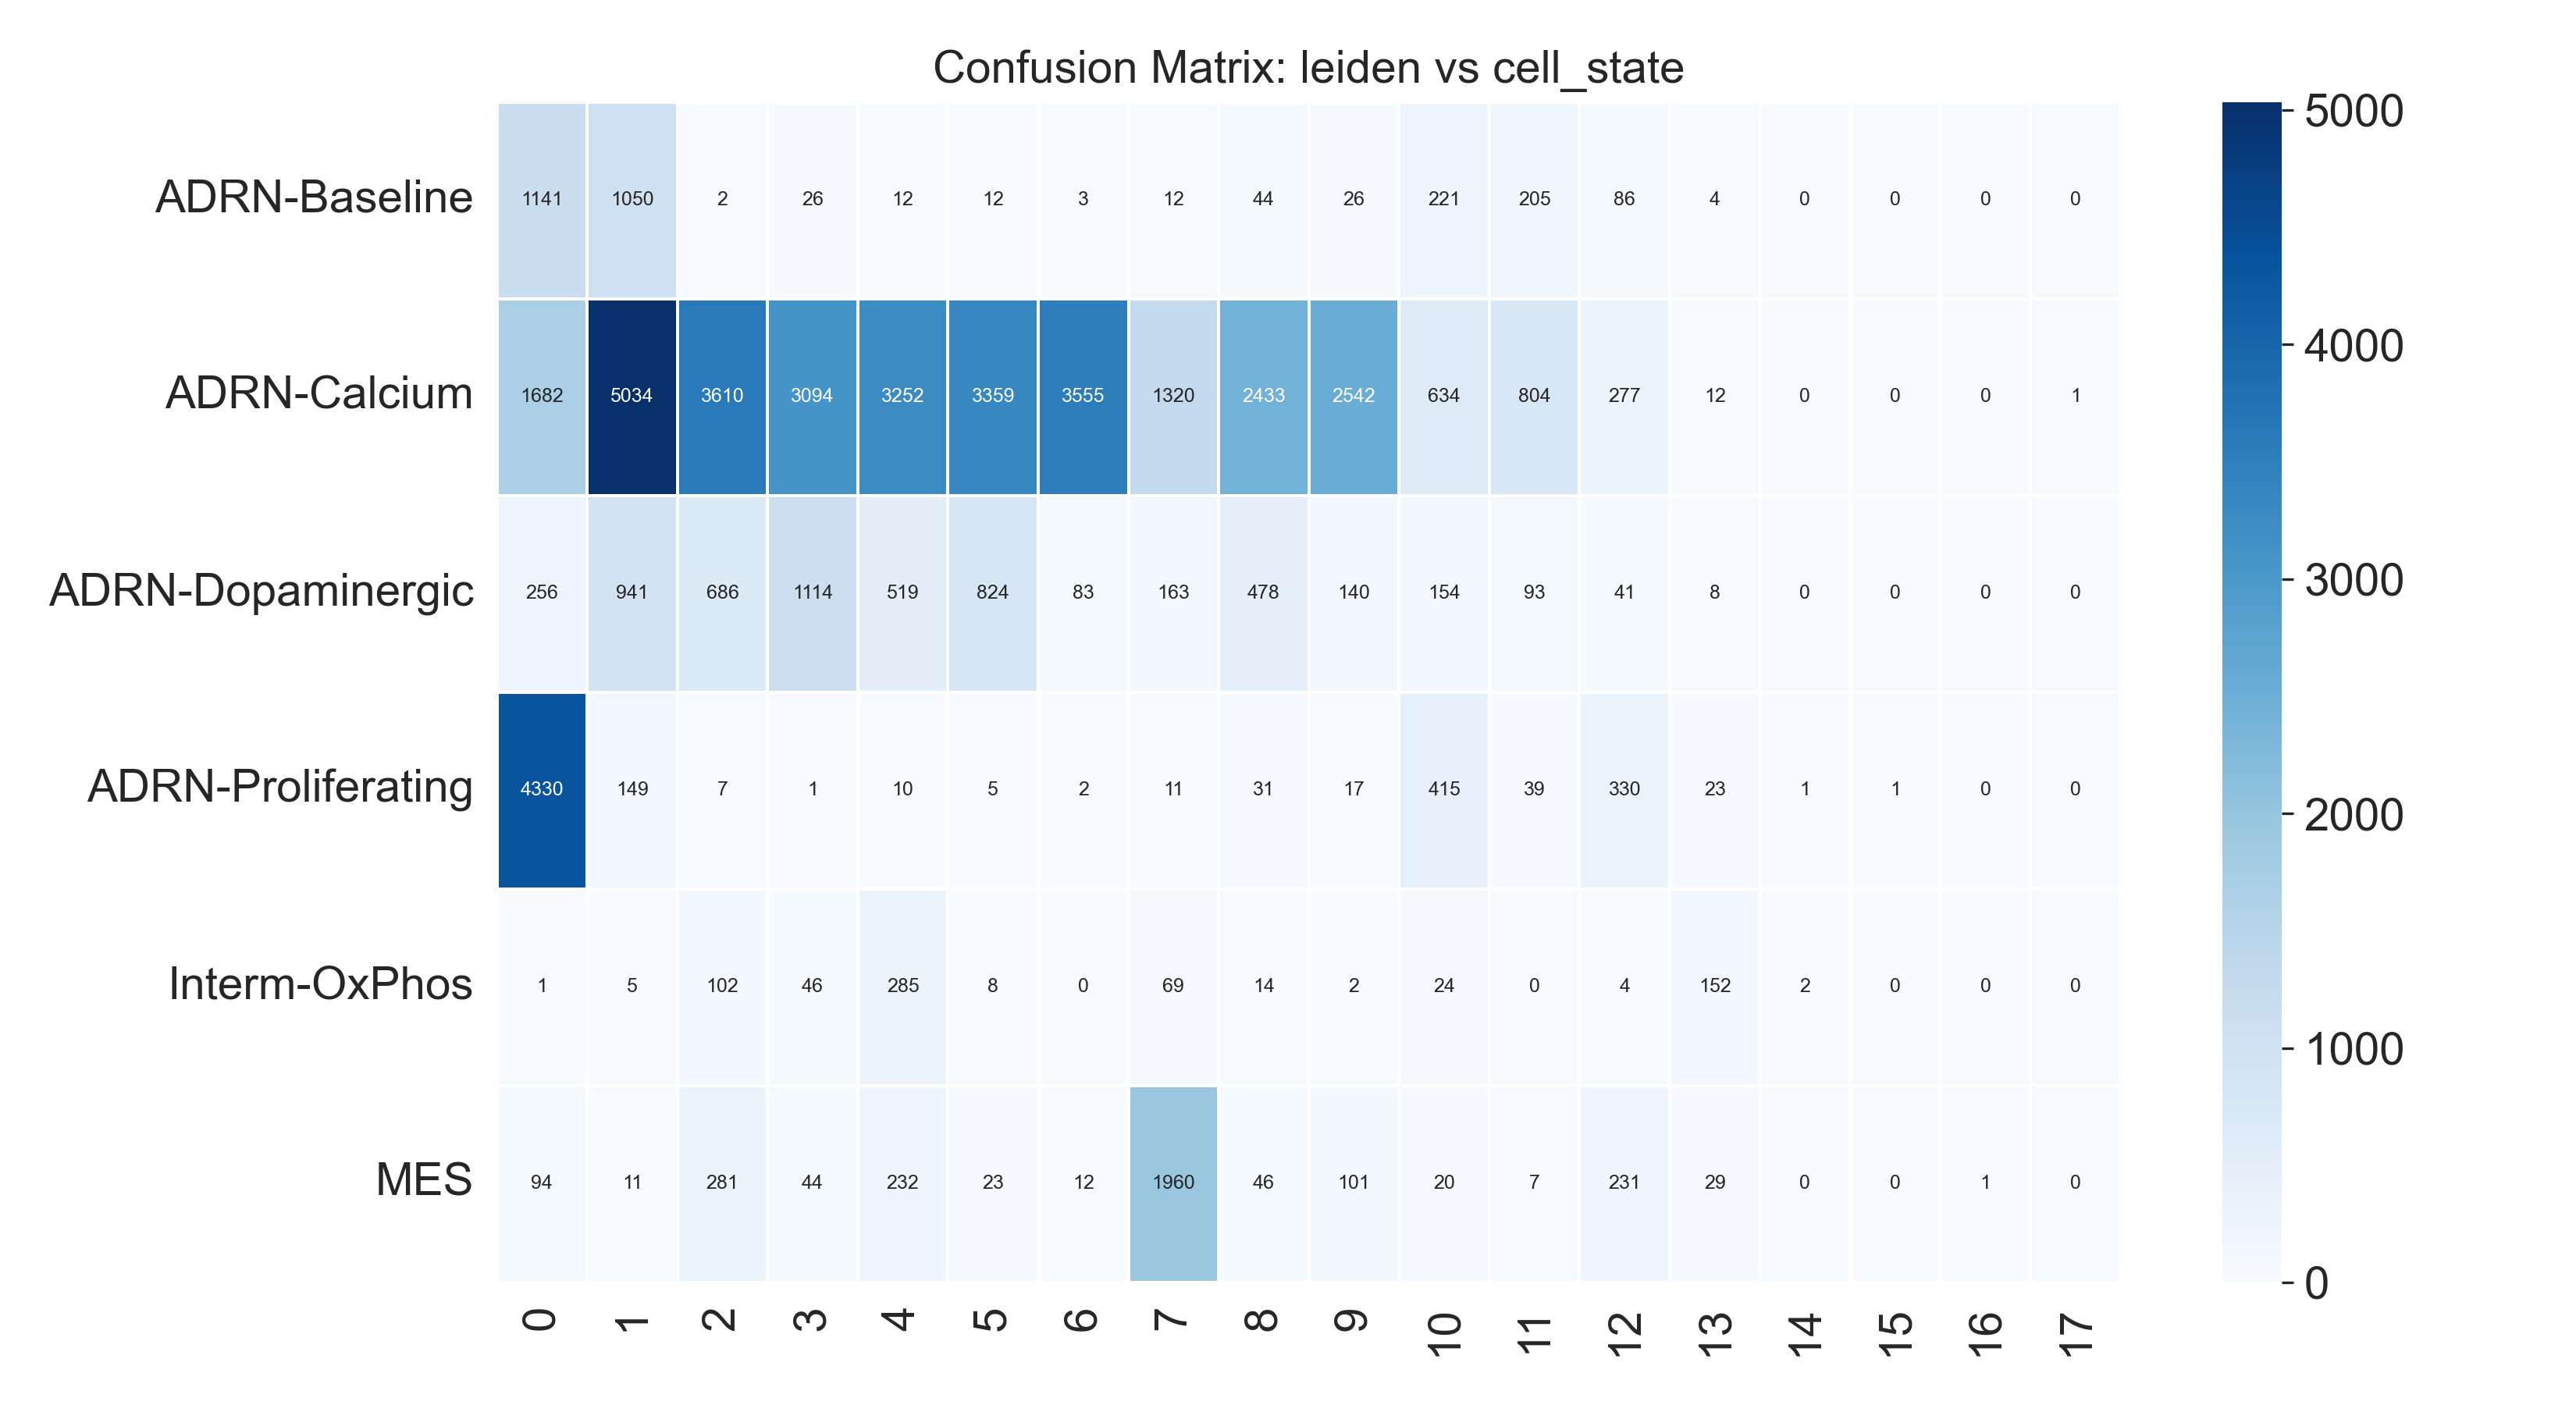 Confusion Matrix: leiden vs cell_state
ADRN-Baseline 1141 1050 2 26 12 12 3 12 44 26 221 205 86 4 0 0 0 0
ADRN-Calcium 1682 5034 3610 3094 3252 3359 3555 1320 2433 2542 634 804 277 12 0 0 0 1
ADRN-Dopaminergic 256 941 686 1114 519 824 83 163 478 140 154 93 41 8 0 0 0 0
ADRN-Proliferating 4330 149 7 1 10 5 2 11 31 17 415 39 330 23 1 1 0 0
Interm-OxPhos 1 5 102 46 285 8 0 69 14 2 24 0 4 152 2 0 0 0
MES 94 11 281 44 232 23 12 1960 46 101 20 7 231 29 0 0 1 0
0 1 2 3 4 5 6 7 8 9 10 11 12 13 14 15 16 17
5000
4000
3000
2000
1000
0